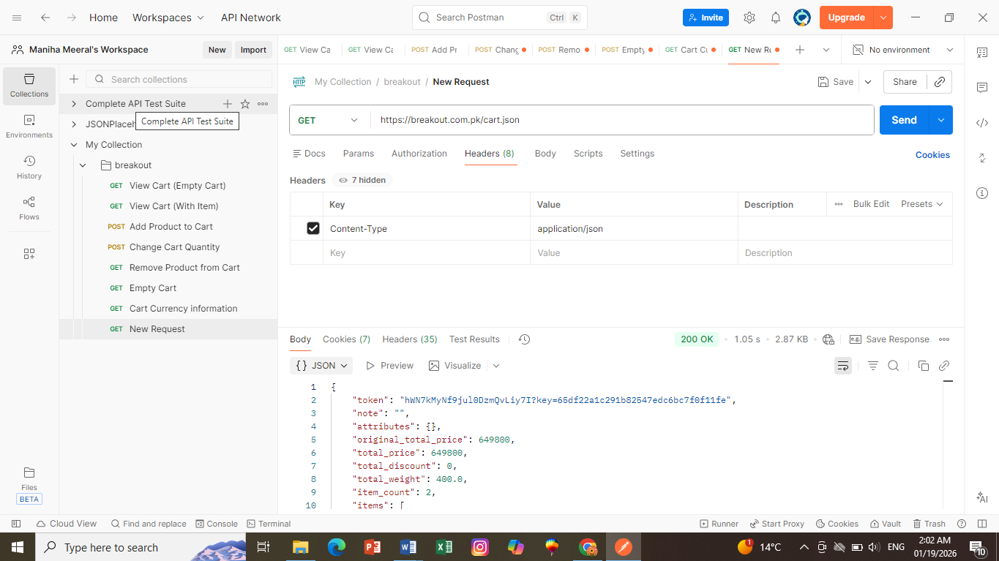 Home Workspaces API Network Search Postman Ctrl K Invite Upgrade
Maniha Meeral's Workspace New Import
GET View Ca GET View Ca POST Add Pr POST Chang POST Remo POST Empty GET Cart Cu GET New Re No environment
Collections
Environments
History
Flows
Files
BETA
Search collections
Complete API Test Suite
Complete API Test Suite
JSONPlaceh
My Collection
breakout
GET View Cart (Empty Cart)
GET View Cart (With Item)
POST Add Product to Cart
POST Change Cart Quantity
GET Remove Product from Cart
GET Empty Cart
GET Cart Currency information
GET New Request
HTTP My Collection / breakout / New Request Save Share
GET https://breakout.com.pk/cart.json Send
Docs Params Authorization Headers (8) Body Scripts Settings Cookies
Headers 7 hidden
Key Value Description Bulk Edit Presets
Content-Type application/json
Key Value Description
Body Cookies (7) Headers (35) Test Results 200 OK • 1.05 s • 2.87 KB • e.g. Save Response
{} JSON Preview Visualize
1 {
2 "token": "hWN7kMyNf9jul0DzmQvLiy7I?key=65df22a1c291b82547edc6bc7f0f11fe",
3 "note": "",
4 "attributes": {},
5 "original_total_price": 649800,
6 "total_price": 649800,
7 "total_discount": 0,
8 "total_weight": 400.0,
9 "item_count": 2,
10 "items": [
Cloud View Find and replace Console Terminal Runner Start Proxy Cookies Vault Trash
Type here to search 1 14°C ENG 2:02 AM
01/19/2026 10